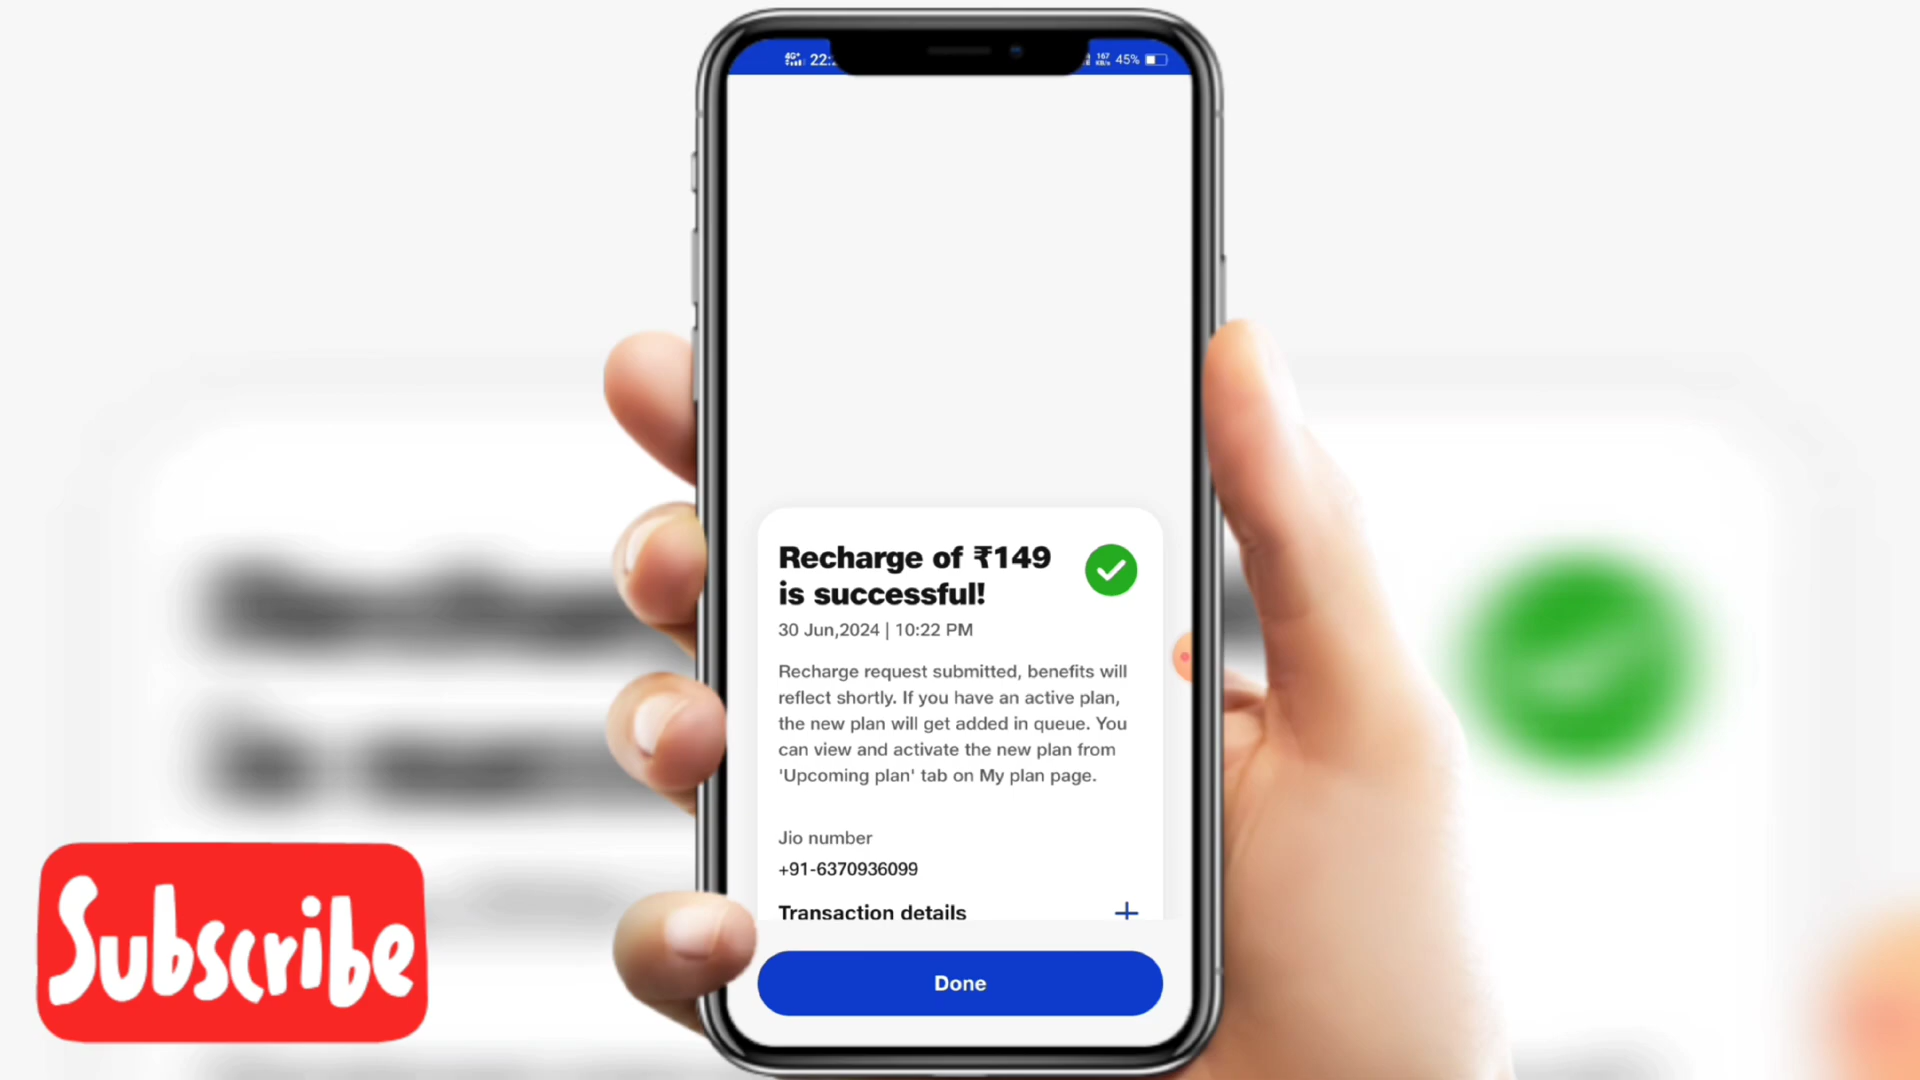 4G+ 22:
167 KB/s 45%
Recharge of ₹149
is successful!
30 Jun,2024 | 10:22 PM
Recharge request submitted, benefits will
reflect shortly. If you have an active plan,
the new plan will get added in queue. You
can view and activate the new plan from
'Upcoming plan' tab on My plan page.
Jio number
+91-6370936099
Transaction details
Done
Subscribe